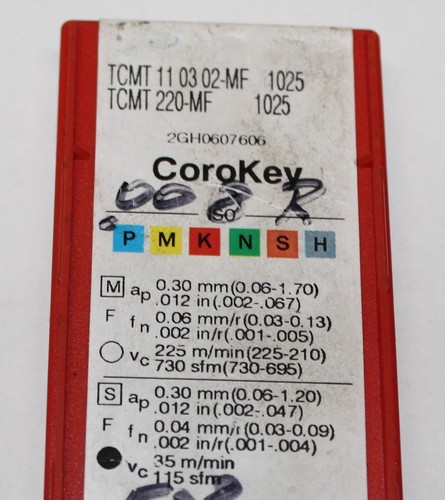 TCMT 11 03 02-MF 1025
TCMT 220-MF 1025
2GH0607606
CoroKey
008 R
ISO
P M K N S H
M ap 0.30 mm(0.06-1.70)
.012 in(.002-.067)
F fn 0.06 mm/r(0.03-0.13)
.002 in/r(.001-.005)
vc 225 m/min(225-210)
730 sfm(730-695)
S ap 0.30 mm(0.06-1.20)
.012 in(.002-.047)
F fn 0.04 mm/r(0.03-0.09)
.002 in/r(.001-.004)
vc 35 m/min
115 sfm